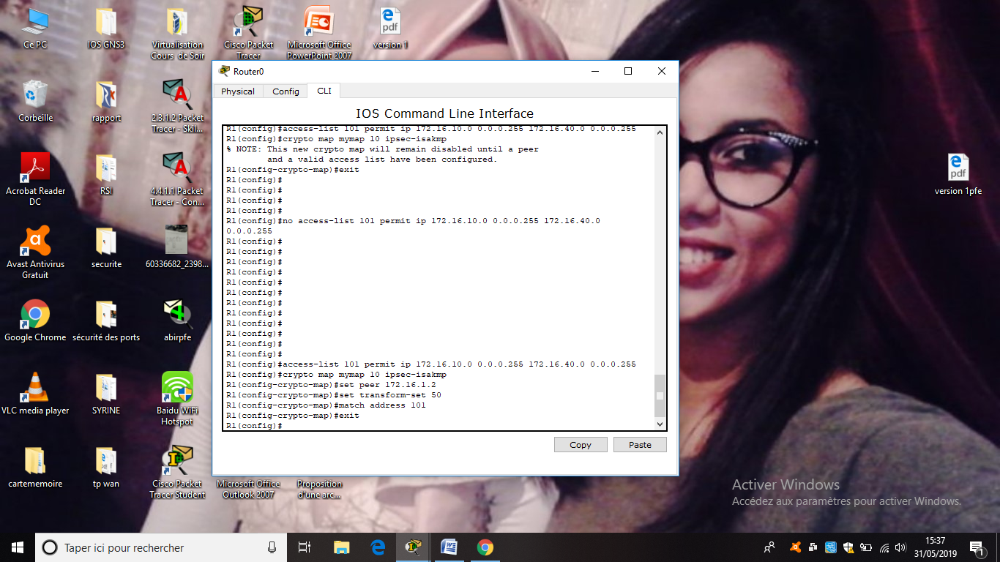 Ce PC
IOS GNS3
Virtualisation
Cours de Soir
Cisco Packet
Tracer
Microsoft Office
PowerPoint 2007
pdf
version 1
Corbeille
rapport
2.3.1.2 Packet
Tracer - Skil...
Acrobat Reader
DC
RSI
4.4.1.1 Packet
Tracer - Con...
Avast Antivirus
Gratuit
securite
60336682_2398...
Google Chrome
sécurité des ports
abirpfe
VLC media player
SYRINE
Baidu WiFi
Hotspot
cartememoire
tp wan
Cisco Packet
Tracer Student
Microsoft Office
Outlook 2007
Proposition
d'une arc...
pdf
version 1pfe
Router0
Physical
Config
CLI
IOS Command Line Interface
R1(config)#access-list 101 permit ip 172.16.10.0 0.0.0.255 172.16.40.0 0.0.0.255
R1(config)#crypto map mymap 10 ipsec-isakmp
% NOTE: This new crypto map will remain disabled until a peer
and a valid access list have been configured.
R1(config-crypto-map)#exit
R1(config)#
R1(config)#
R1(config)#
R1(config)#
R1(config)#no access-list 101 permit ip 172.16.10.0 0.0.0.255 172.16.40.0
0.0.0.255
R1(config)#
R1(config)#
R1(config)#
R1(config)#
R1(config)#
R1(config)#
R1(config)#
R1(config)#
R1(config)#
R1(config)#
R1(config)#
R1(config)#
R1(config)#access-list 101 permit ip 172.16.10.0 0.0.0.255 172.16.40.0 0.0.0.255
R1(config)#crypto map mymap 10 ipsec-isakmp
R1(config-crypto-map)#set peer 172.16.1.2
R1(config-crypto-map)#set transform-set 50
R1(config-crypto-map)#match address 101
R1(config-crypto-map)#exit
R1(config)#
Copy
Paste
Activer Windows
Accédez aux paramètres pour activer Windows.
Taper ici pour rechercher
15:37
31/05/2019
1